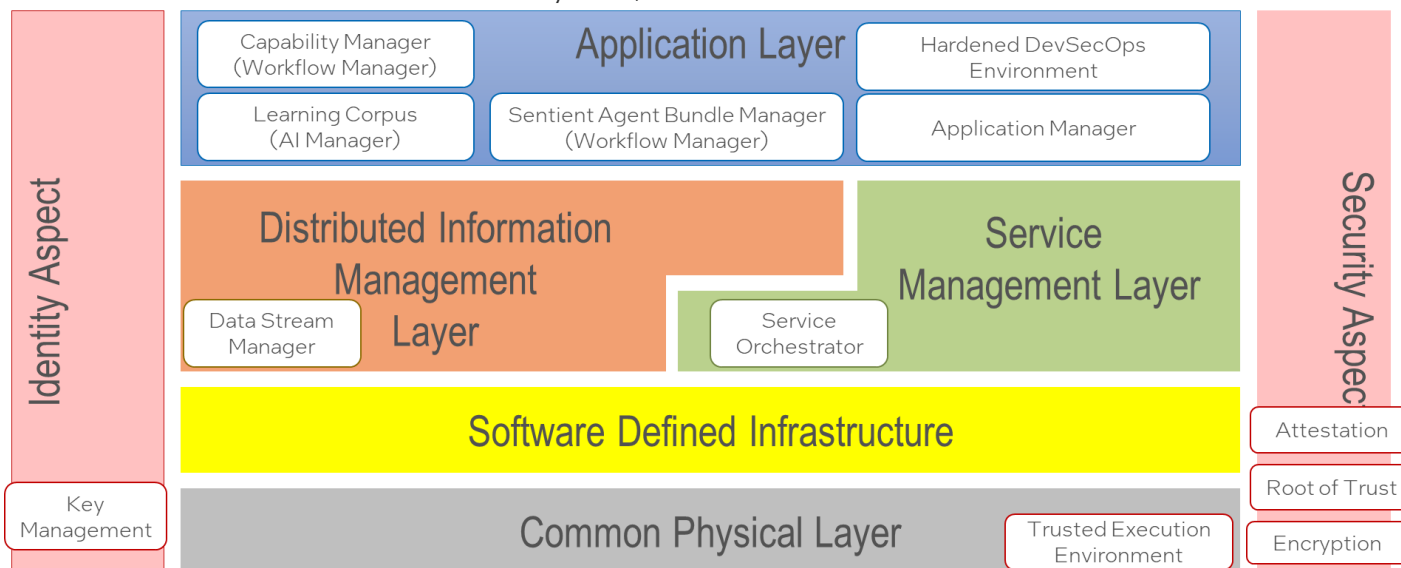 Capability Manager
(Workflow Manager)
Application Layer
Hardened DevSecOps
Environment
Learning Corpus
(AI Manager)
Sentient Agent Bundle Manager
(Workflow Manager)
Application Manager
Identity Aspect
Distributed Information
Management
Layer
Data Stream
Manager
Service
Management Layer
Service
Orchestrator
Security Aspect
Software Defined Infrastructure
Attestation
Root of Trust
Encryption
Key
Management
Common Physical Layer
Trusted Execution
Environment